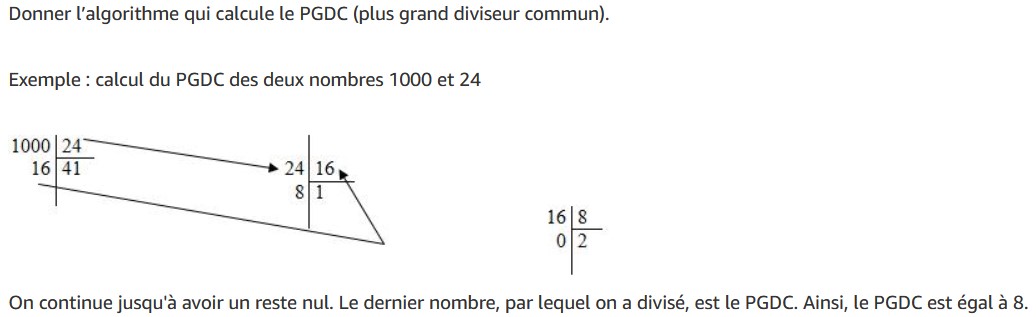 Donner l’algorithme qui calcule le PGDC (plus grand diviseur commun).
Exemple : calcul du PGDC des deux nombres 1000 et 24
1000 24
16 41
24 16
8 1
16 8
0 2
On continue jusqu'à avoir un reste nul. Le dernier nombre, par lequel on a divisé, est le PGDC. Ainsi, le PGDC est égal à 8.